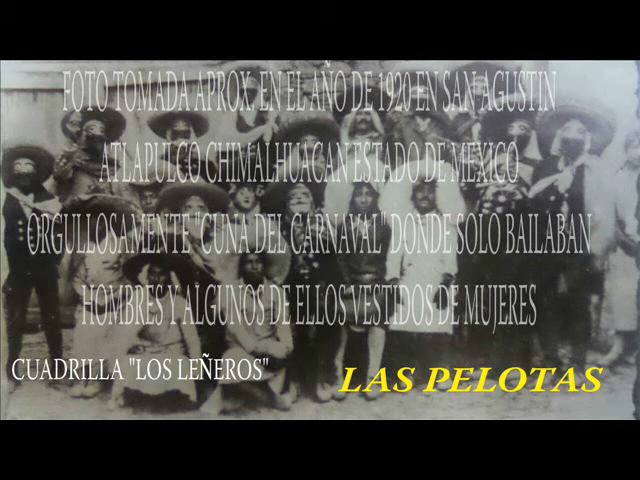 FOTO TOMADA APROX. EN EL AÑO DE 1920 EN SAN AGUSTIN
ATLAPULCO CHIMALHUACAN ESTADO DE MEXICO
ORGULLOSAMENTE "CUNA DEL CARNAVAL" DONDE SOLO BAILABAN
HOMBRES Y ALGUNOS DE ELLOS VESTIDOS DE MUJERES
CUADRILLA "LOS LEÑEROS"
LAS PELOTAS